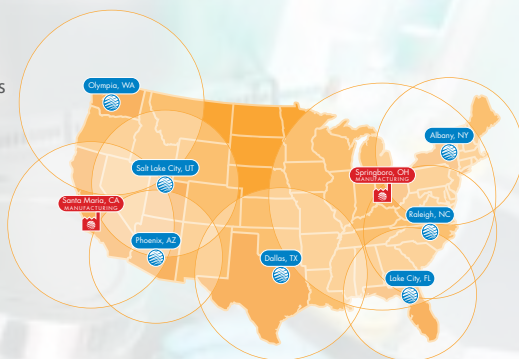 s
Olympia, WA
Albany, NY
Salt Lake City, UT
Springboro, OH
MANUFACTURING
Santa Maria, CA
MANUFACTURING
Raleigh, NC
Phoenix, AZ
Dallas, TX
Lake City, FL